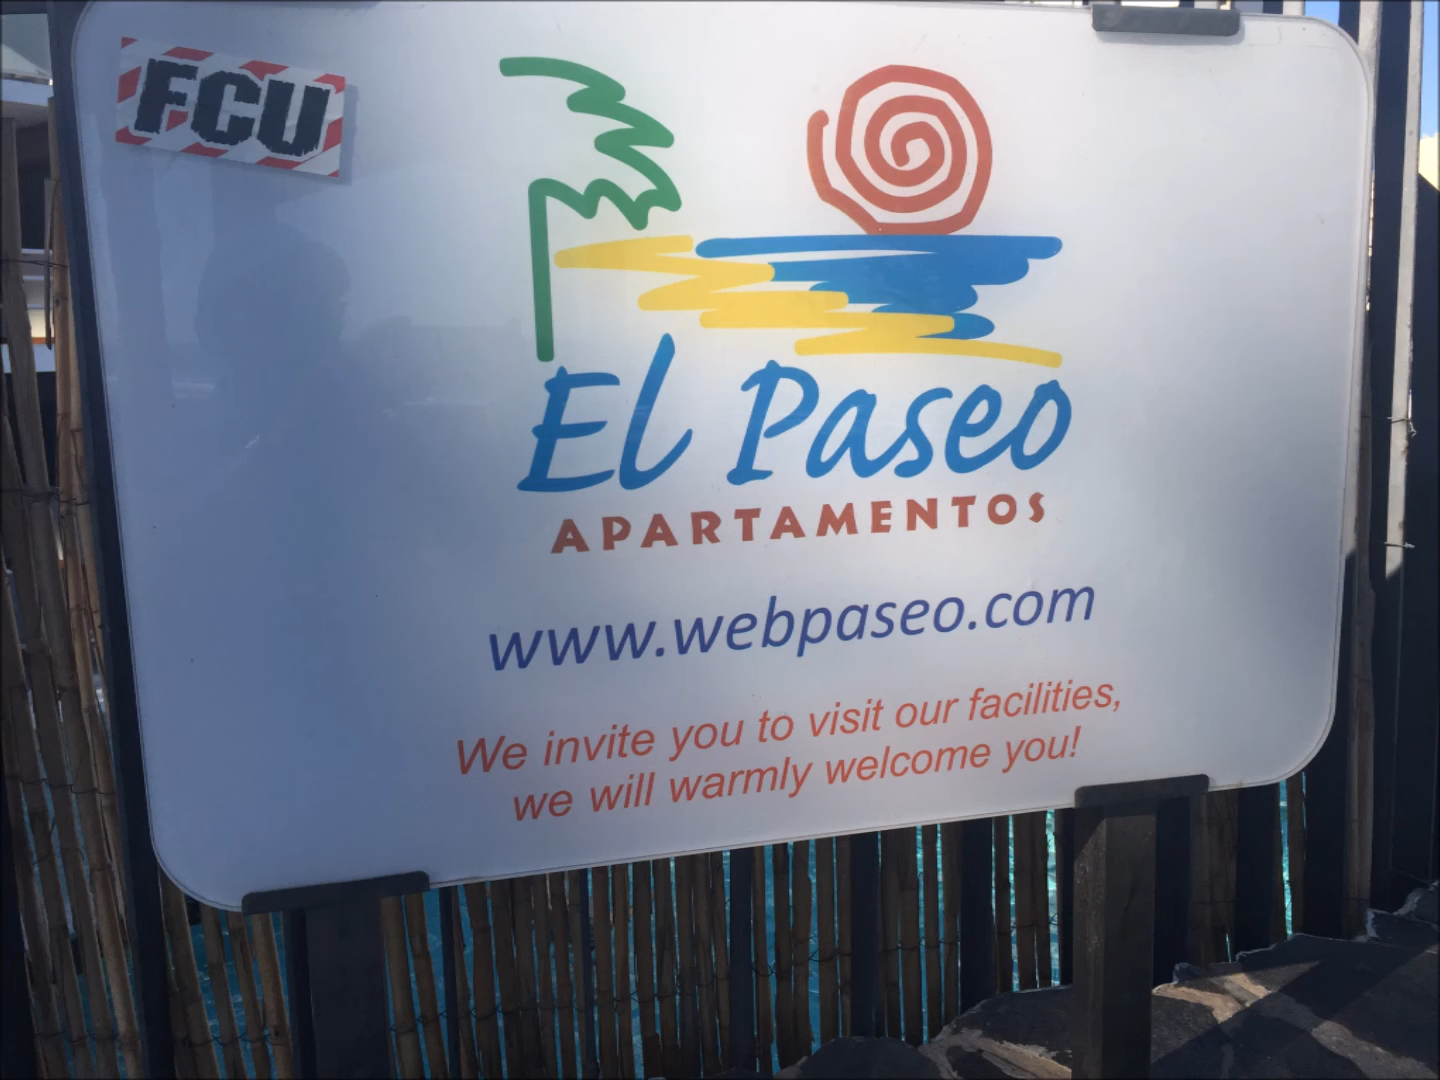 FCU
El Paseo
APARTAMENTOS
www.webpaseo.com
We invite you to visit our facilities,
we will warmly welcome you!